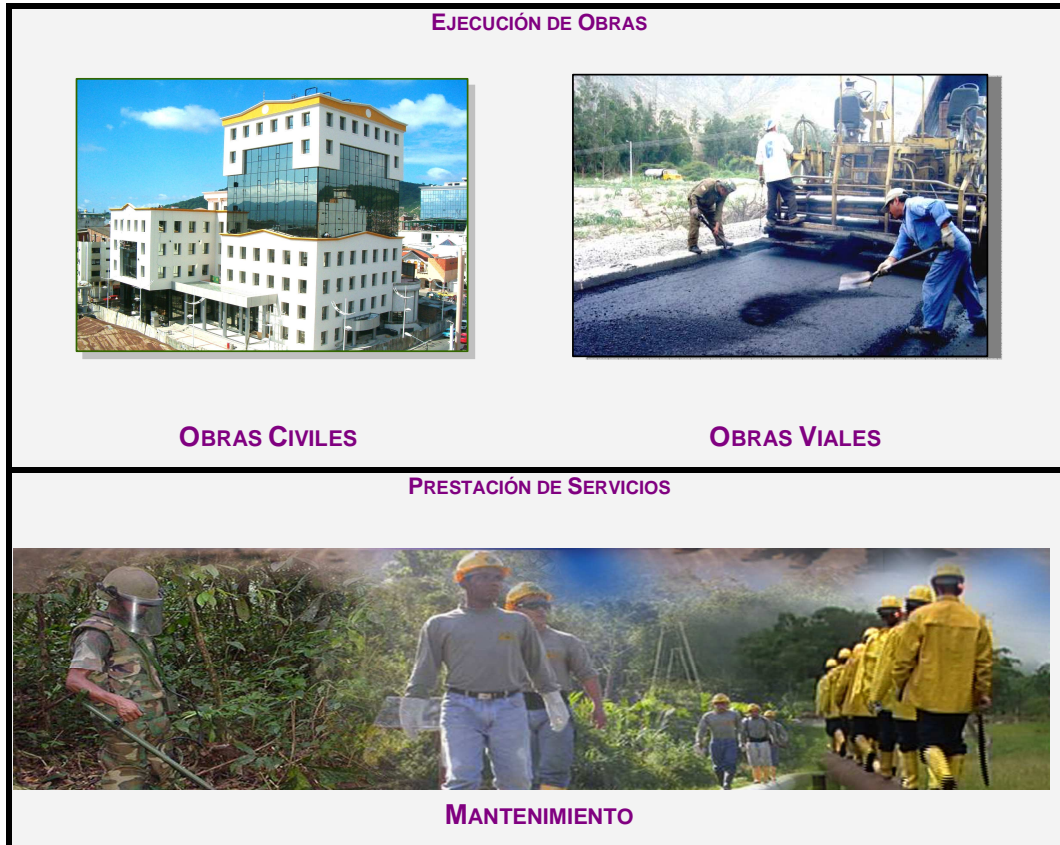 EJECUCIÓN DE OBRAS
OBRAS CIVILES
OBRAS VIALES
PRESTACIÓN DE SERVICIOS
MANTENIMIENTO